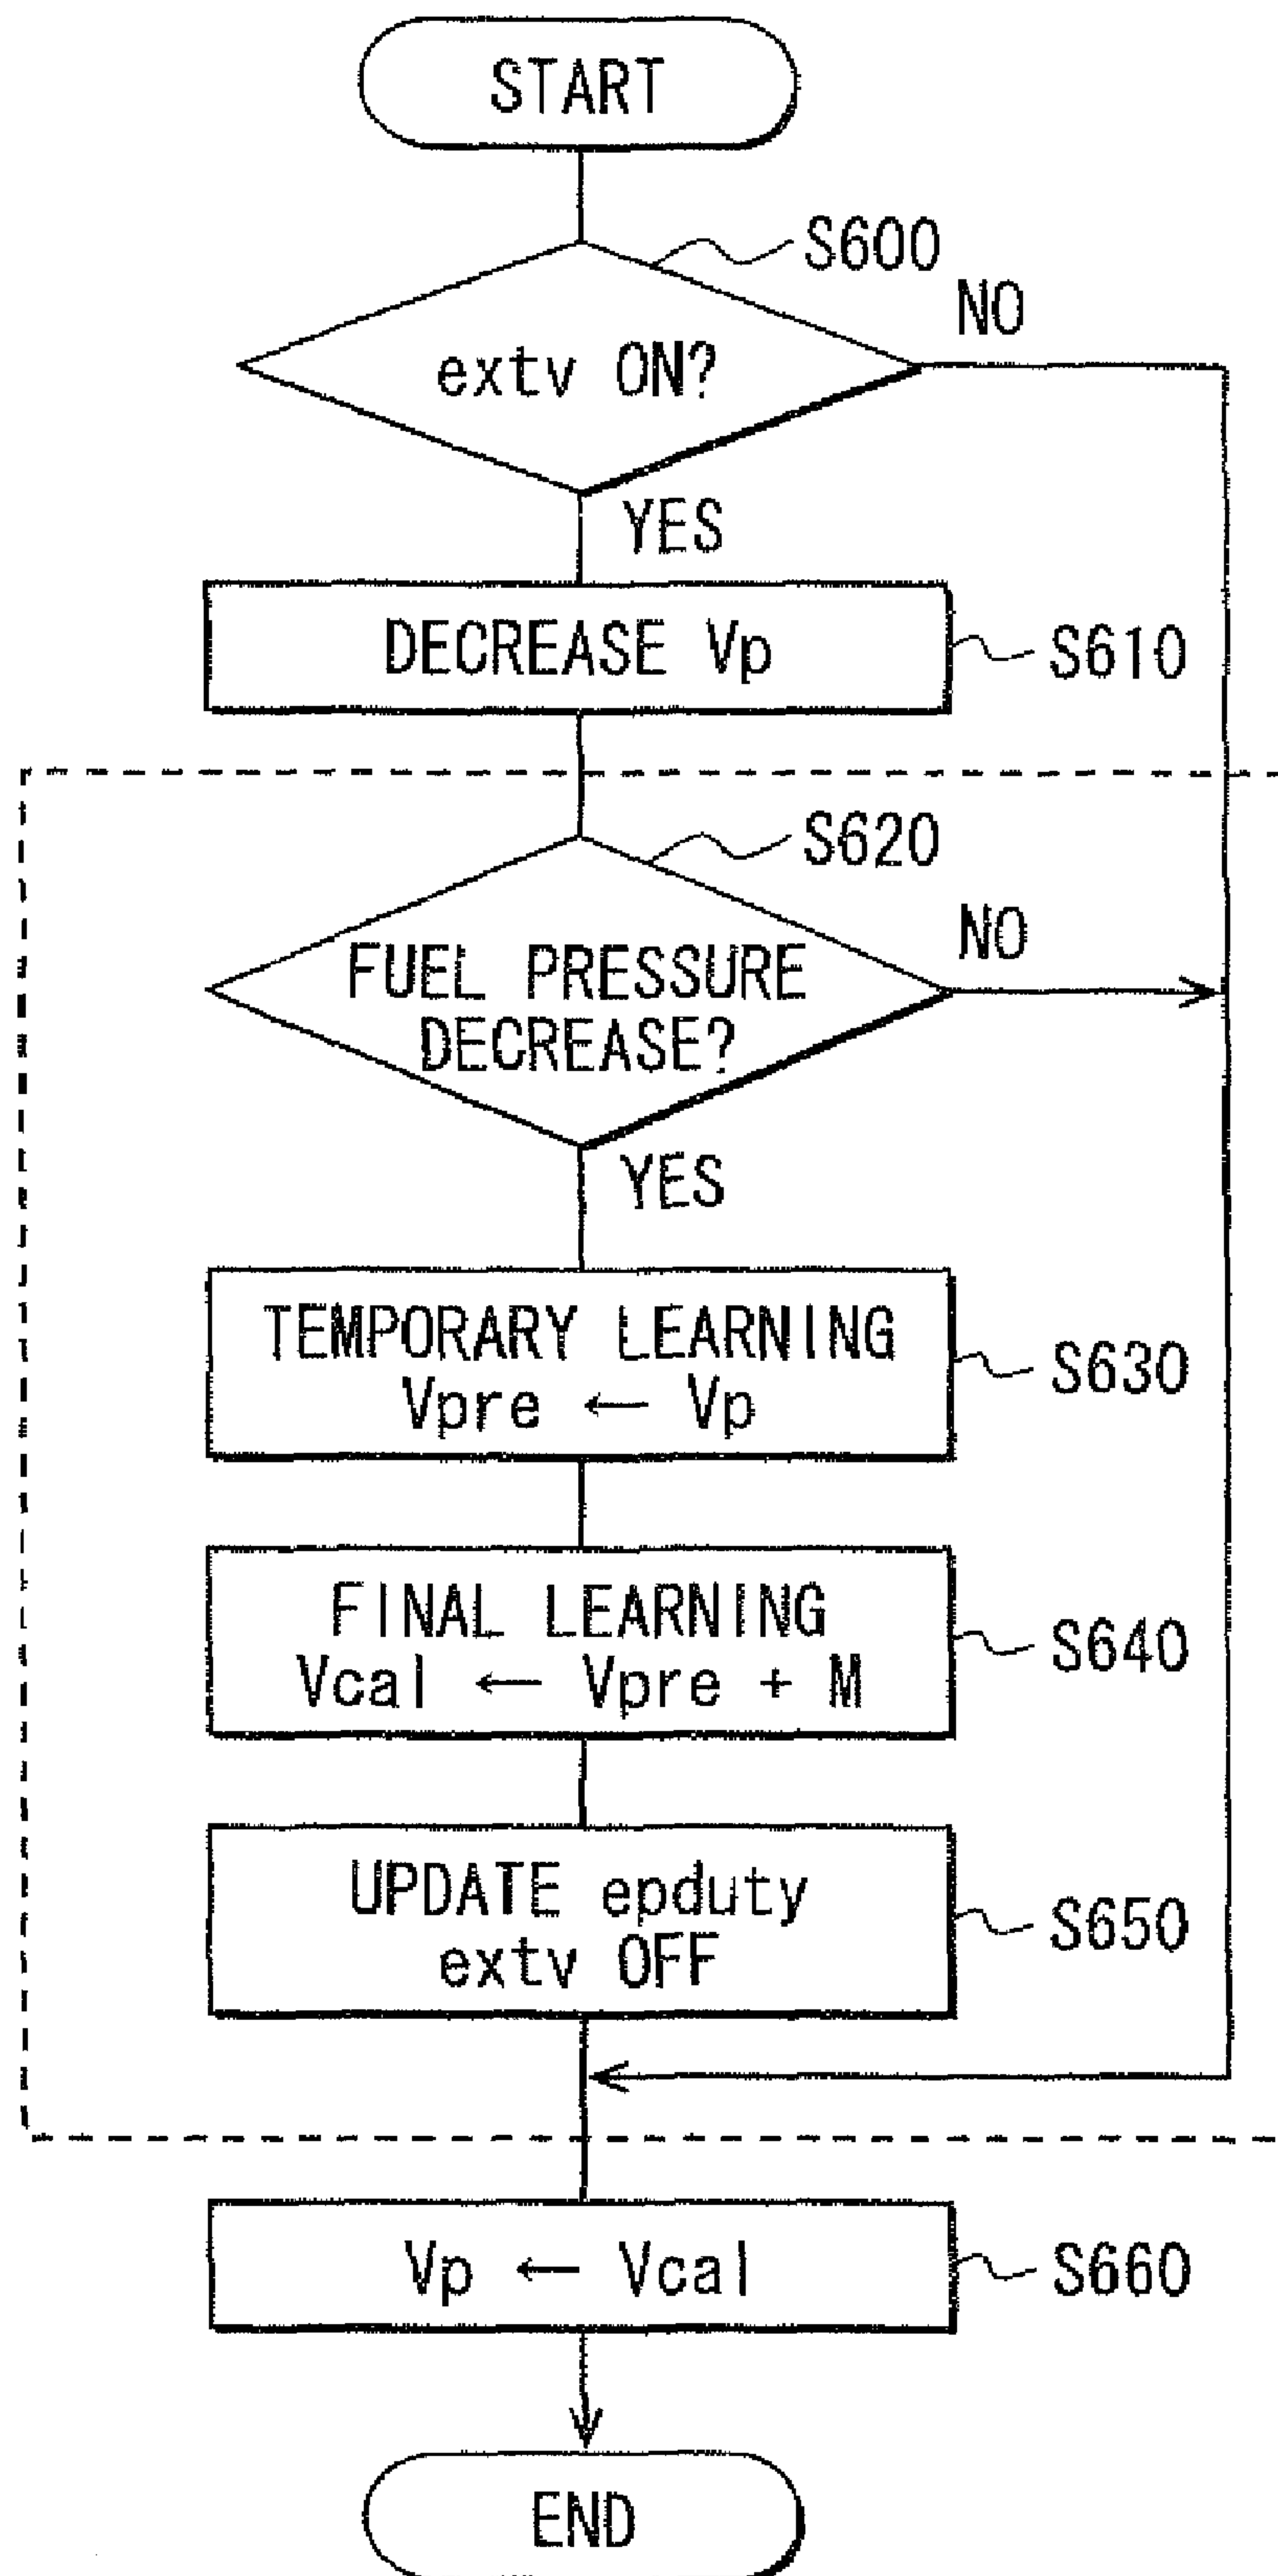 START
S600
NO
extv ON?
YES
DECREASE Vp
S610
S620
NO
FUEL PRESSURE
DECREASE?
YES
TEMPORARY LEARNING
Vpre ← Vp
S630
FINAL LEARNING
Vcal ← Vpre + M
S640
UPDATE epduty
extv OFF
S650
Vp ← Vcal
S660
END